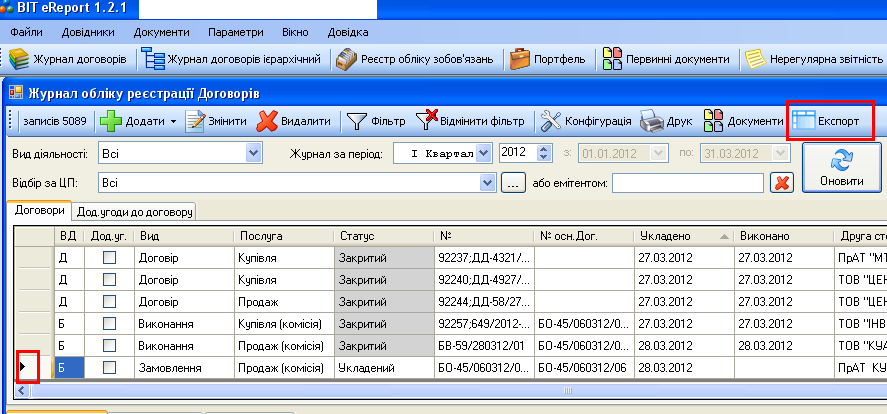 BIT eReport 1.2.1
Файли Довідники Документи Параметри Вікно Довідка
Журнал договорів Журнал договорів ієрархічний Реєстр обліку зобов'язань Портфель Первинні документи Нерегулярна звітність
Журнал обліку реєстрації Договорів
записів 5089 Додати Змінити Видалити Фільтр Відмінити фільтр Конфігурація Друк Документи Експорт
Вид діяльності: Всі Журнал за період: I Квартал 2012 з: 01.01.2012 по: 31.03.2012
Відбір за ЦП: Всі ... або емітентом: Оновити
Договори Дод.угоди до договору
ВД Дод.уг. Вид Послуга Статус № № осн.Дог. Укладено Виконано Друга сто
Д Договір Купівля Закритий 92237;ДД-4321/... 27.03.2012 27.03.2012 ПрАТ "МТ
Д Договір Купівля Закритий 92240;ДД-4927/... 27.03.2012 27.03.2012 ТОВ "ЦЕН
Д Договір Продаж Закритий 92244;ДД-58/27... 27.03.2012 27.03.2012 ТОВ "ЦЕН
Б Виконання Купівля (комісія) Закритий 92257;649/2012-... БО-45/060312/0... 27.03.2012 27.03.2012 ТОВ "ІНВ
Б Виконання Продаж (комісія) Закритий БВ-59/280312/01 БО-45/060312/0... 28.03.2012 28.03.2012 ТОВ "КУА
Б Замовлення Продаж (комісія) Укладений БО-45/060312/06 БО-45/060312/06 28.03.2012 ПрАТ КУ